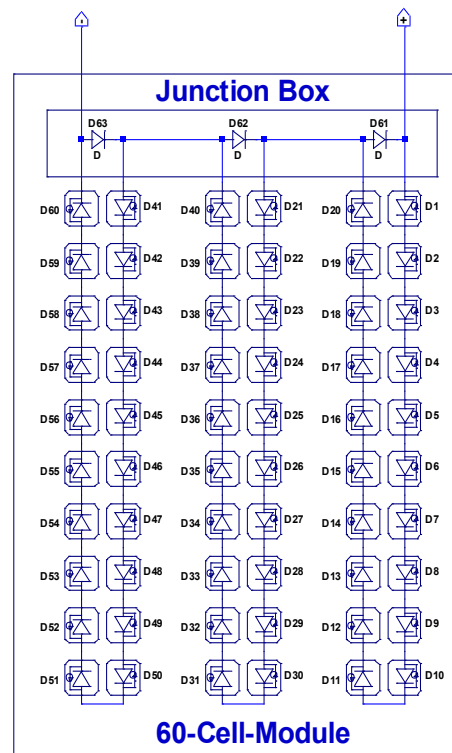 - +
Junction Box
D63 D62 D61
D D D
D60 D41 D40 D21 D20 D1
D59 D42 D39 D22 D19 D2
D58 D43 D38 D23 D18 D3
D57 D44 D37 D24 D17 D4
D56 D45 D36 D25 D16 D5
D55 D46 D35 D26 D15 D6
D54 D47 D34 D27 D14 D7
D53 D48 D33 D28 D13 D8
D52 D49 D32 D29 D12 D9
D51 D50 D31 D30 D11 D10
60-Cell-Module